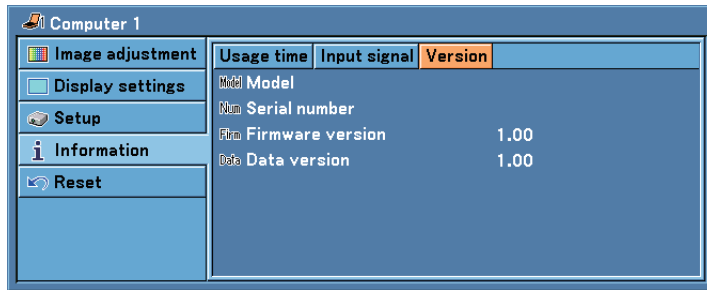 Computer 1
Image adjustment
Display settings
Setup
Information
Reset
Usage time Input signal Version
Model Model
Num Serial number
Firm Firmware version 1.00
Data Data version 1.00